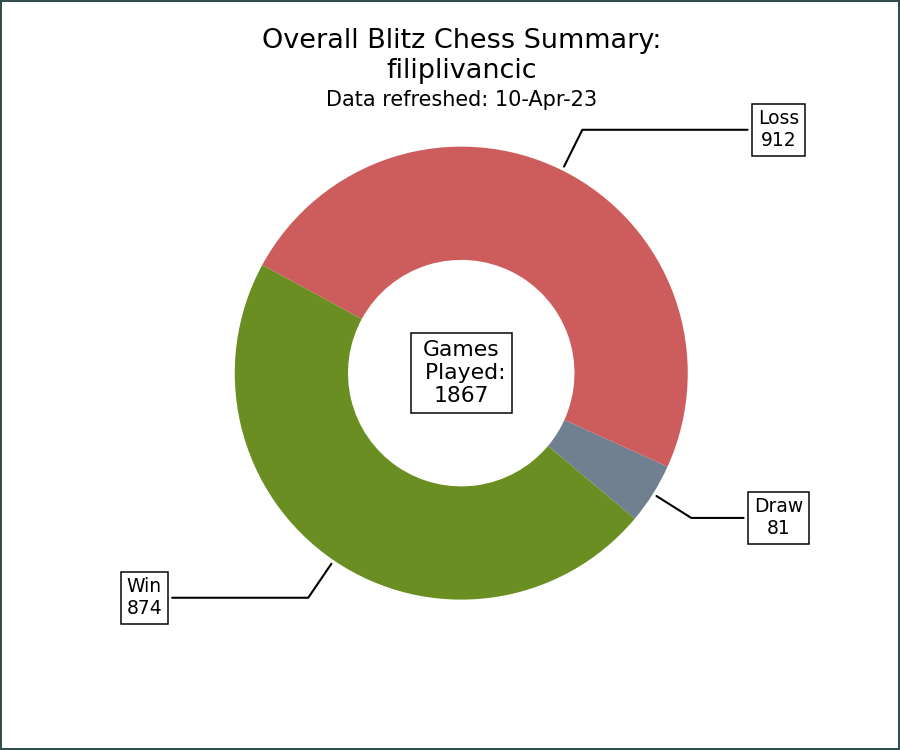 Overall Blitz Chess Summary:
filiplivancic
Data refreshed: 10-Apr-23
Loss
912
Games
Played:
1867
Draw
81
Win
874